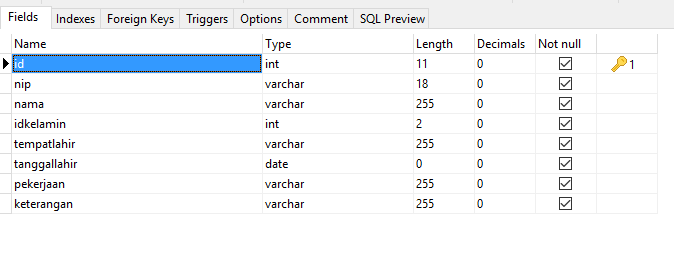 Fields Indexes Foreign Keys Triggers Options Comment SQL Preview
Name Type Length Decimals Not null
id int 11 0 1
nip varchar 18 0
nama varchar 255 0
idkelamin int 2 0
tempatlahir varchar 255 0
tanggallahir date 0 0
pekerjaan varchar 255 0
keterangan varchar 255 0